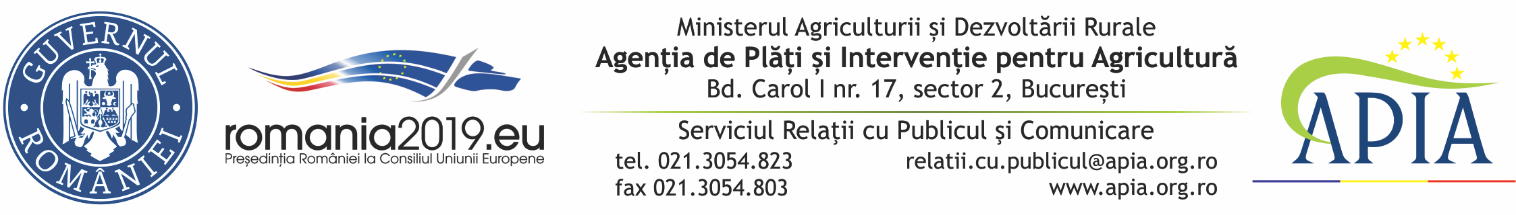 GUVERNUL ROMÂNIEI
romania2019.eu
Președinția României la Consiliul Uniunii Europene
Ministerul Agriculturii și Dezvoltării Rurale
Agenția de Plăți și Intervenție pentru Agricultură
Bd. Carol I nr. 17, sector 2, București
Serviciul Relații cu Publicul și Comunicare
tel. 021.3054.823 relatii.cu.publicul@apia.org.ro
fax 021.3054.803 www.apia.org.ro
APIA